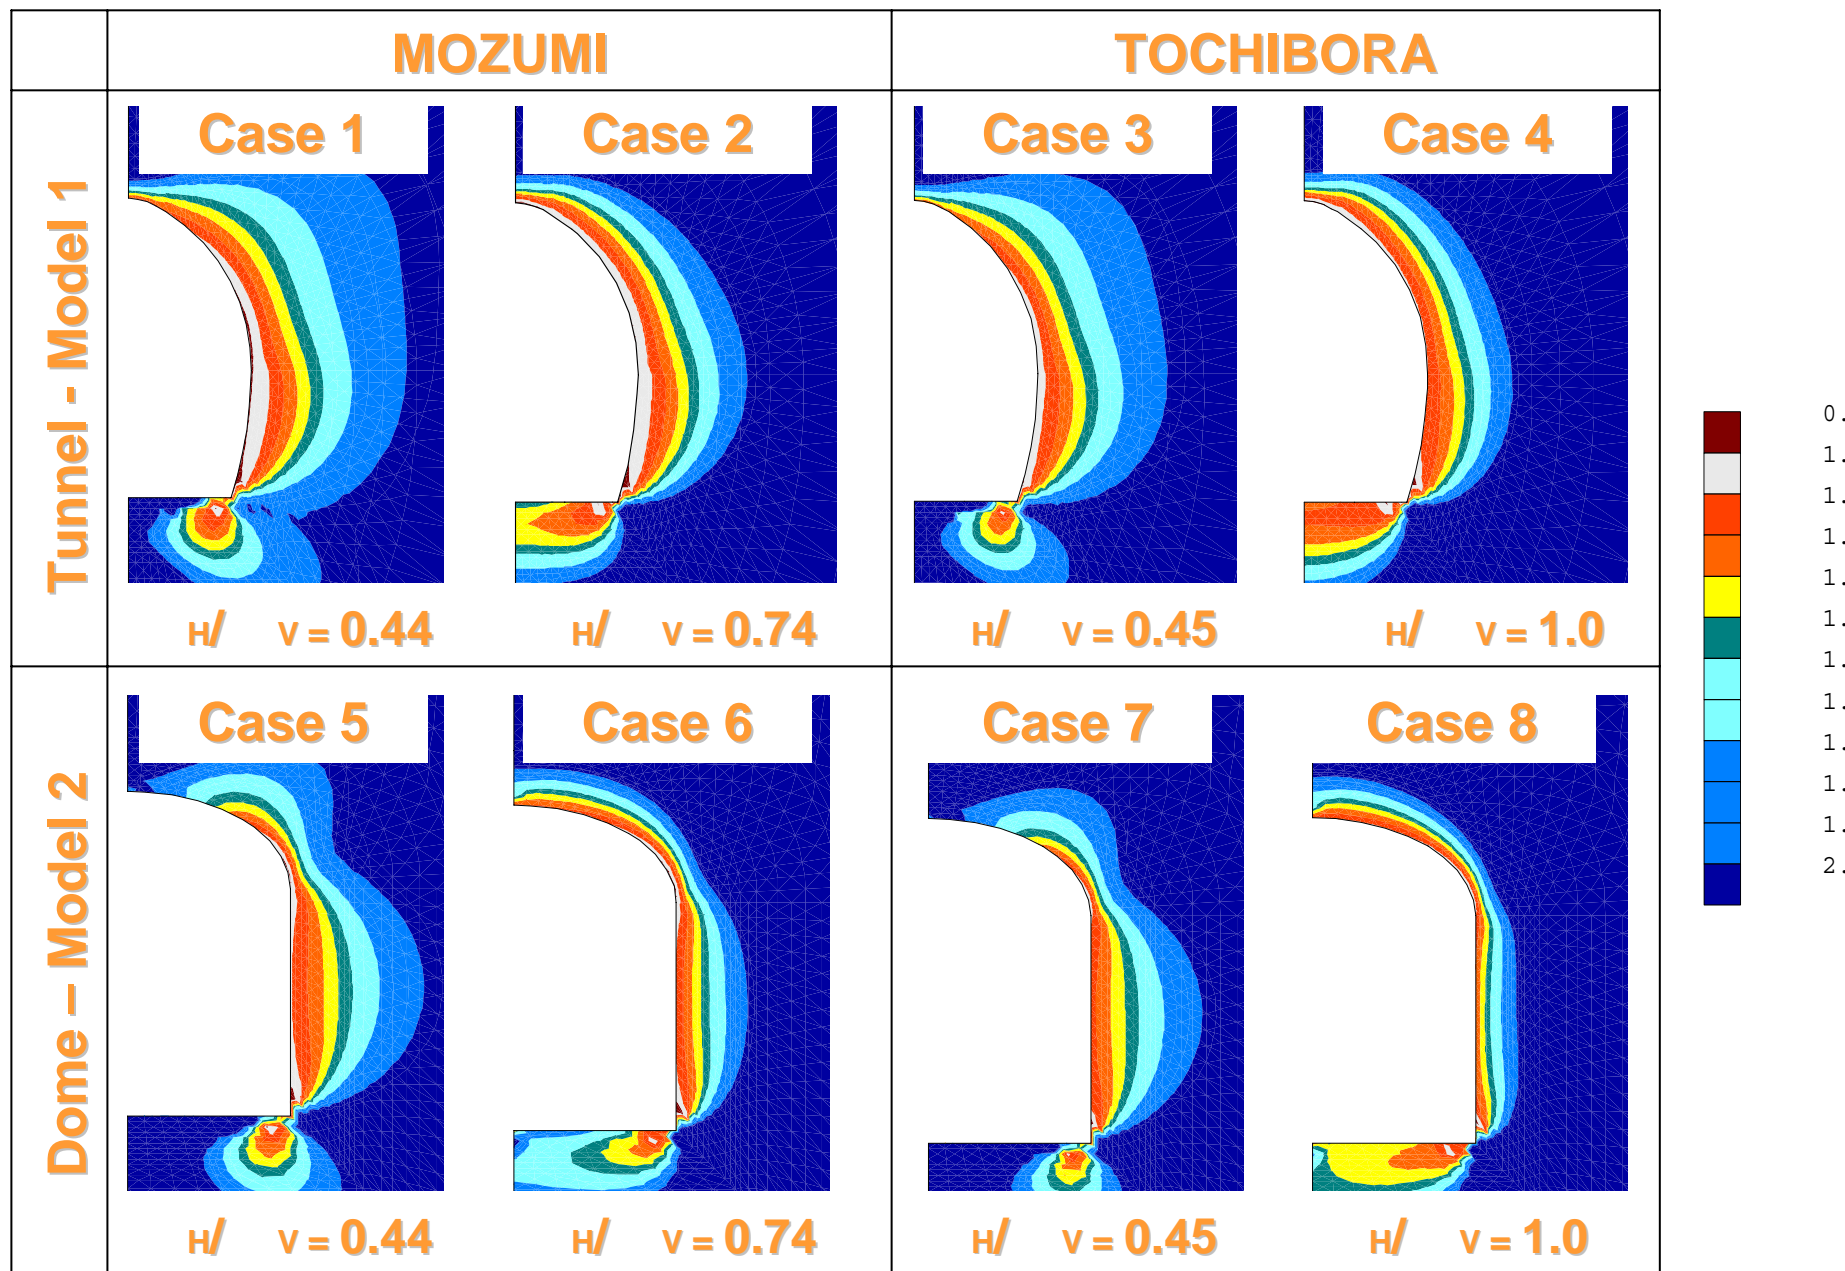 MOZUMI TOCHIBORA
Tunnel - Model 1
Case 1 Case 2 Case 3 Case 4
H/ V = 0.44 H/ V = 0.74 H/ V = 0.45 H/ V = 1.0
Dome – Model 2
Case 5 Case 6 Case 7 Case 8
H/ V = 0.44 H/ V = 0.74 H/ V = 0.45 H/ V = 1.0
0.
1.
1.
1.
1.
1.
1.
1.
1.
1.
1.
2.